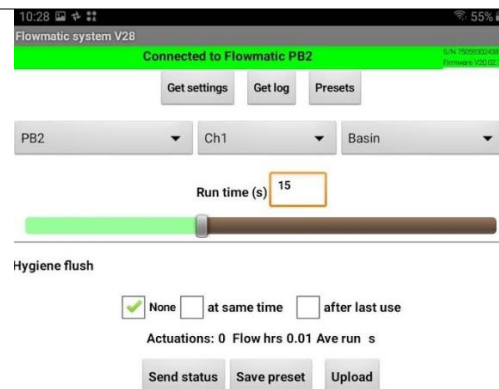 10:28 55%
Flowmatic system V28
Connected to Flowmatic PB2
Get settings Get log Presets
PB2 Ch1 Basin
Run time (s) 15
Hygiene flush
None at same time after last use
Actuations: 0 Flow hrs 0.01 Ave run s
Send status Save preset Upload